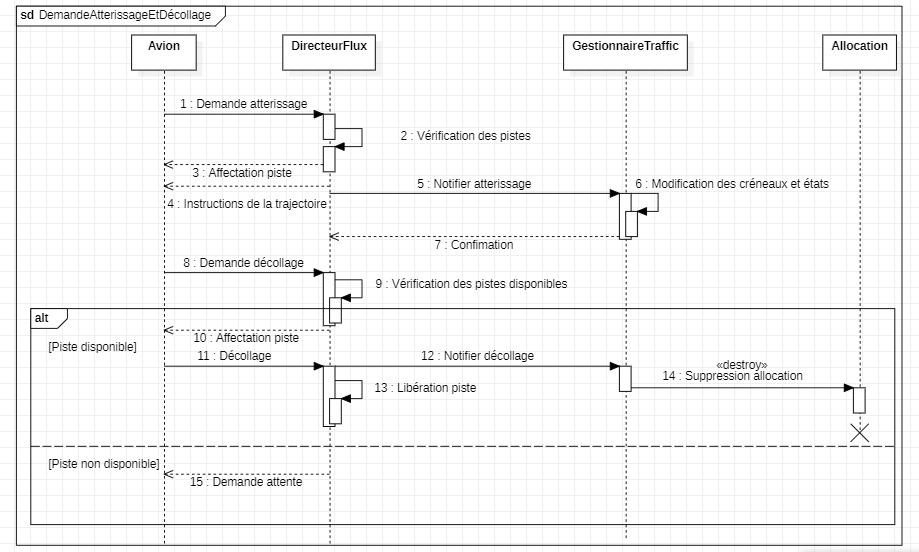 sd DemandeAtterissageEtDécollage
Avion
DirecteurFlux
GestionnaireTraffic
Allocation
1 : Demande atterissage
2 : Vérification des pistes
3 : Affectation piste
5 : Notifier atterissage
6 : Modification des créneaux et états
4 : Instructions de la trajectoire
7 : Confimation
8 : Demande décollage
9 : Vérification des pistes disponibles
alt
10 : Affectation piste
[Piste disponible]
11 : Décollage
12 : Notifier décollage
«destroy»
14 : Suppression allocation
13 : Libération piste
[Piste non disponible]
15 : Demande attente